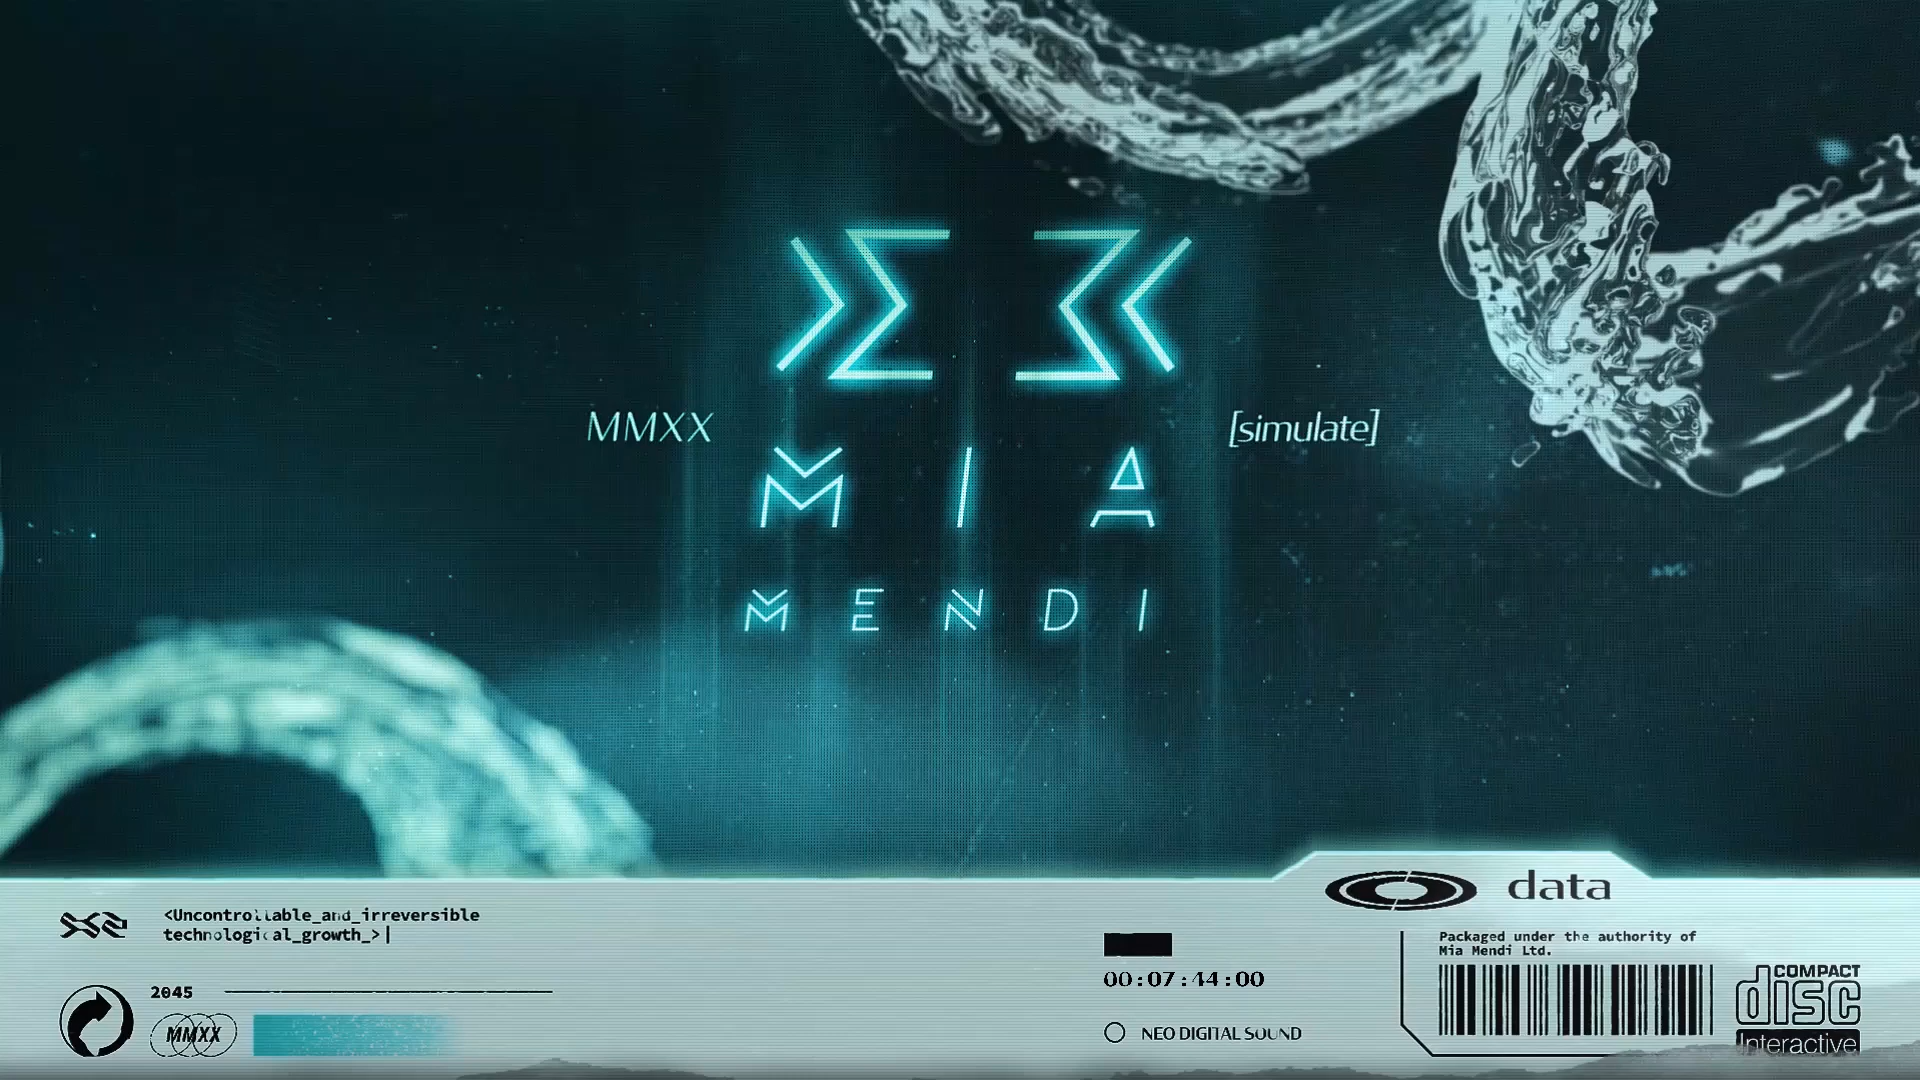 MMXX
[simulate]
MIA
MENDI
data
<Uncontrollable_and_irreversible
technological_growth_>|
Packaged under the authority of
Mia Mendi Ltd.
00:07:44:00
2045
MMXX
NEO DIGITAL SOUND
COMPACT
disc
Interactive